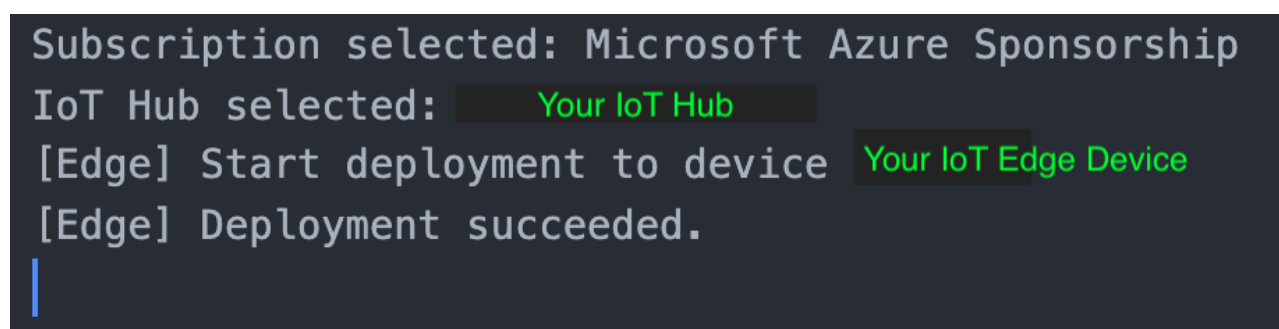 Subscription selected: Microsoft Azure Sponsorship
IoT Hub selected: Your IoT Hub
[Edge] Start deployment to device Your IoT Edge Device
[Edge] Deployment succeeded.